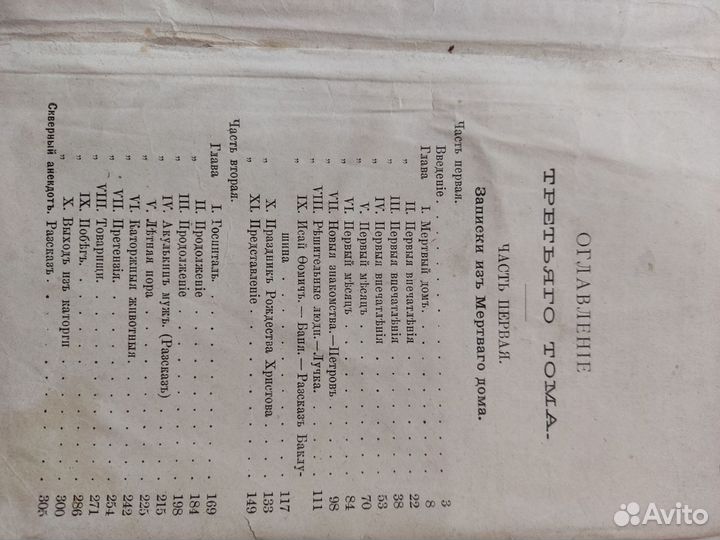 ОГЛАВЛЕНІЕ
ТРЕТЬЯГО ТОМА.
ЧАСТЬ ПЕРВАЯ.
Записки изъ Мертваго дома.
Часть первая.
Введеніе. . . . . . . . . . 3
Глава I. Мертвый домъ. . . . . . . . 8
„ II. Первыя впечатлѣнія . . . . . . 22
„ III. Первыя впечатлѣнія . . . . . . 38
„ IV. Первыя впечатлѣнія . . . . . . 53
„ V. Первый мѣсяцъ . . . . . . . 70
„ VI. Первый мѣсяцъ . . . . . . . 84
„ VII. Новыя знакомства.—Петровъ . . . . 98
„ VIII. Рѣшительные люди.—Лучка. . . . . 111
„ IX. Исай Ѳомичъ.—Баня.—Разсказъ Баклу-
шина . . . . . . . . . 117
„ X. Праздникъ Рождества Христова . . . 133
„ XI. Представленіе . . . . . . . 149
Часть вторая.
Глава I. Госпиталь. . . . . . . . . 169
„ II. Продолженіе . . . . . . . 184
„ III. Продолженіе . . . . . . . 198
„ IV. Акулькинъ мужъ. (Разсказъ) . . . . 215
„ V. Лѣтняя пора . . . . . . . 225
„ VI. Каторжныя животныя. . . . . . 242
„ VII. Претензія. . . . . . . . . 254
„ VIII. Товарищи. . . . . . . . . 271
„ IX. Побѣгъ. . . . . . . . . 286
„ X. Выходъ изъ каторги . . . . . . 300
Скверный анекдотъ. Разсказъ. . . . . . . 305
Avito